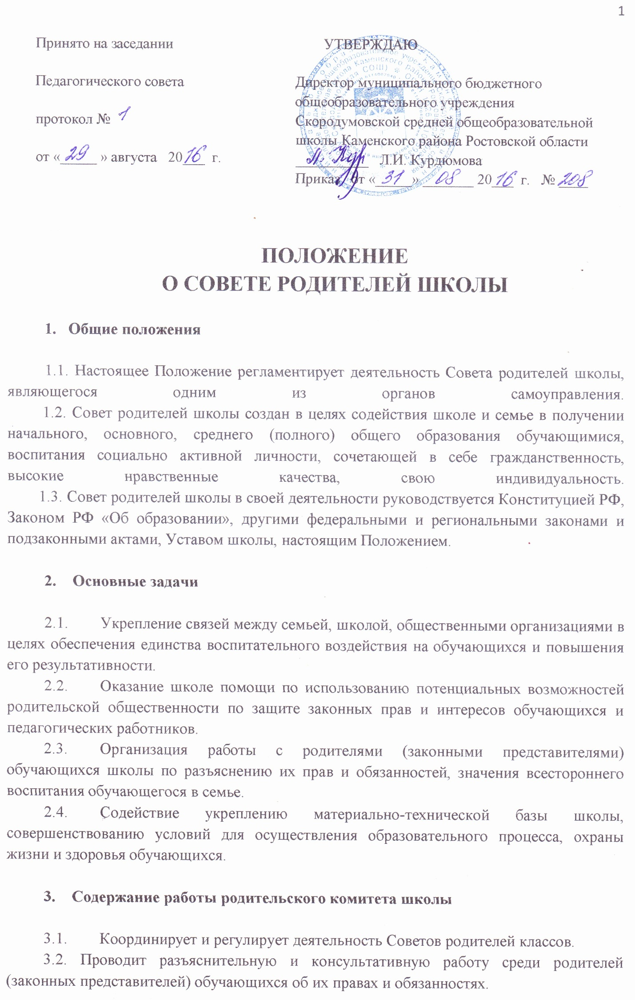 1
Принято на заседании
УТВЕРЖДАЮ
Педагогического совета
Директор муниципального бюджетного
общеобразовательного учреждения
протокол № 1
Скородумовской средней общеобразовательной
школы Каменского района Ростовской области
от «29» августа 2016 г.
Л.И. Курдюмова
Приказ от «31» 08 2016 г. № 208
ПОЛОЖЕНИЕ
О СОВЕТЕ РОДИТЕЛЕЙ ШКОЛЫ
1. Общие положения
1.1. Настоящее Положение регламентирует деятельность Совета родителей школы,
являющегося одним из органов самоуправления.
1.2. Совет родителей школы создан в целях содействия школе и семье в получении
начального, основного, среднего (полного) общего образования обучающимися,
воспитания социально активной личности, сочетающей в себе гражданственность,
высокие нравственные качества, свою индивидуальность.
1.3. Совет родителей школы в своей деятельности руководствуется Конституцией РФ,
Законом РФ «Об образовании», другими федеральными и региональными законами и
подзаконными актами, Уставом школы, настоящим Положением.
2. Основные задачи
2.1. Укрепление связей между семьей, школой, общественными организациями в
целях обеспечения единства воспитательного воздействия на обучающихся и повышения
его результативности.
2.2. Оказание школе помощи по использованию потенциальных возможностей
родительской общественности по защите законных прав и интересов обучающихся и
педагогических работников.
2.3. Организация работы с родителями (законными представителями)
обучающихся школы по разъяснению их прав и обязанностей, значения всестороннего
воспитания обучающегося в семье.
2.4. Содействие укреплению материально-технической базы школы,
совершенствованию условий для осуществления образовательного процесса, охраны
жизни и здоровья обучающихся.
3. Содержание работы родительского комитета школы
3.1. Координирует и регулирует деятельность Советов родителей классов.
3.2. Проводит разъяснительную и консультативную работу среди родителей
(законных представителей) обучающихся об их правах и обязанностях.